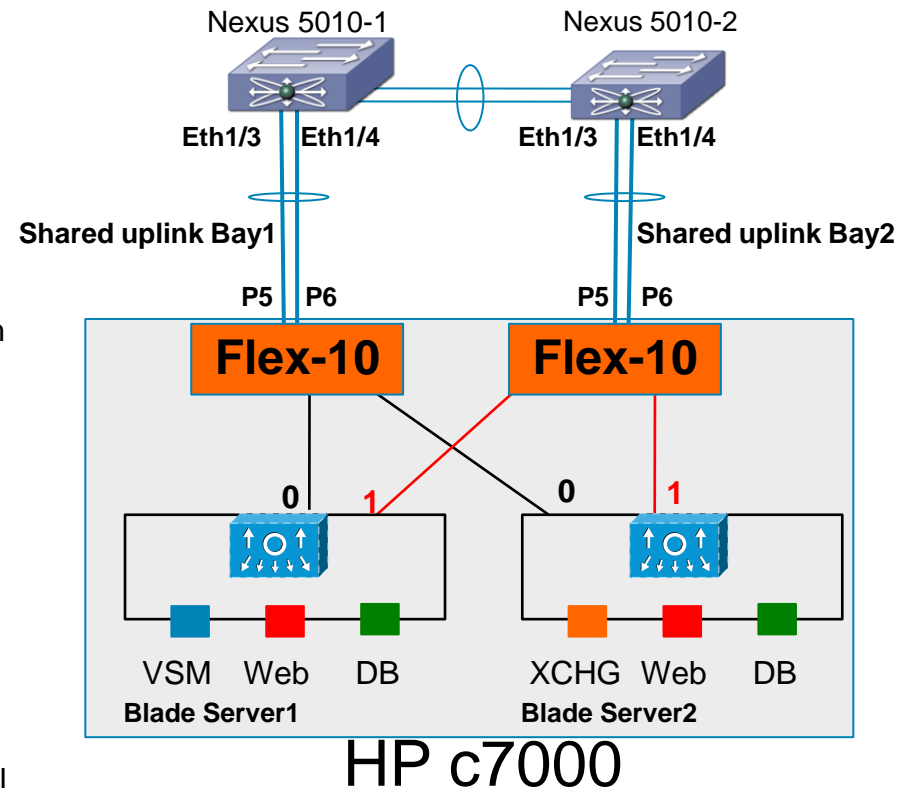 Nexus 5010-1 Nexus 5010-2
Eth1/3 Eth1/4 Eth1/3 Eth1/4
Shared uplink Bay1 Shared uplink Bay2
P5 P6 P5 P6
n
Flex-10 Flex-10
0 1 0 1
VSM Web DB XCHG Web DB
Blade Server1 Blade Server2
HP c7000
l